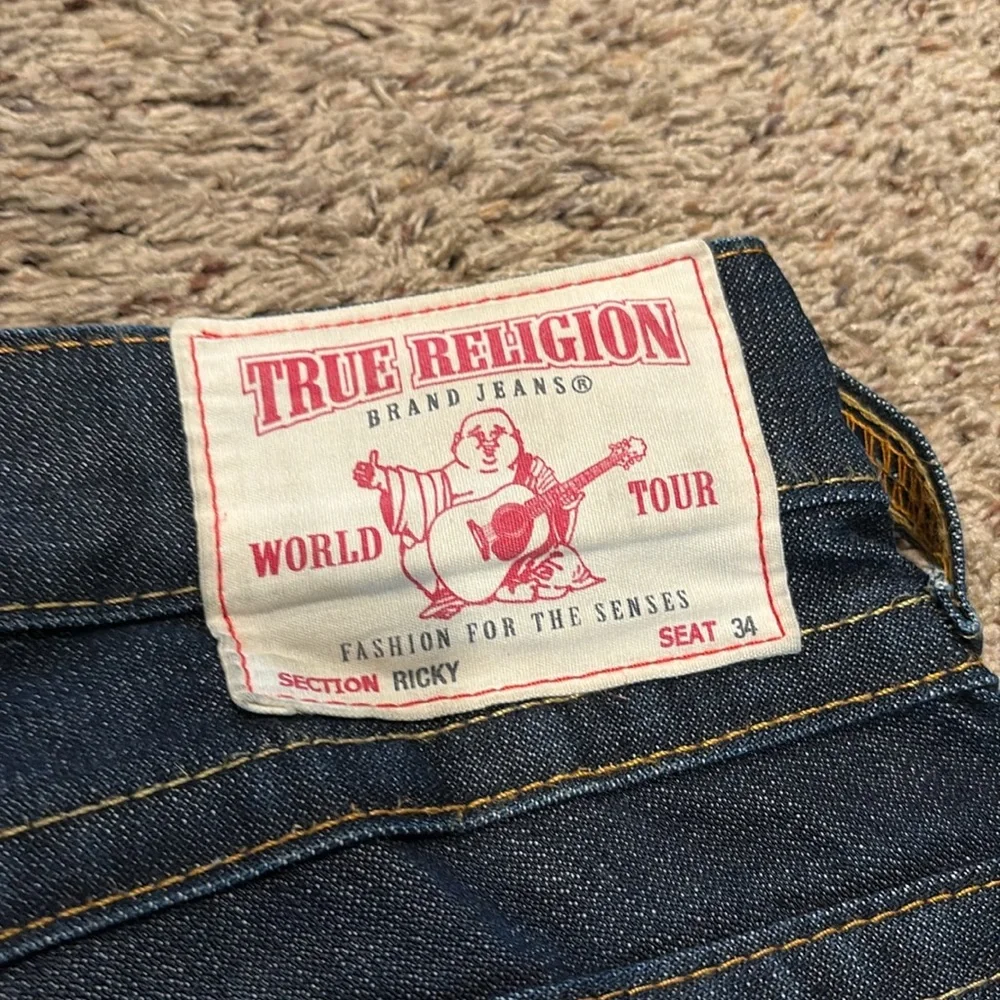 TRUE RELIGION
BRAND JEANS®
WORLD TOUR
FASHION FOR THE SENSES
SECTION RICKY SEAT 34